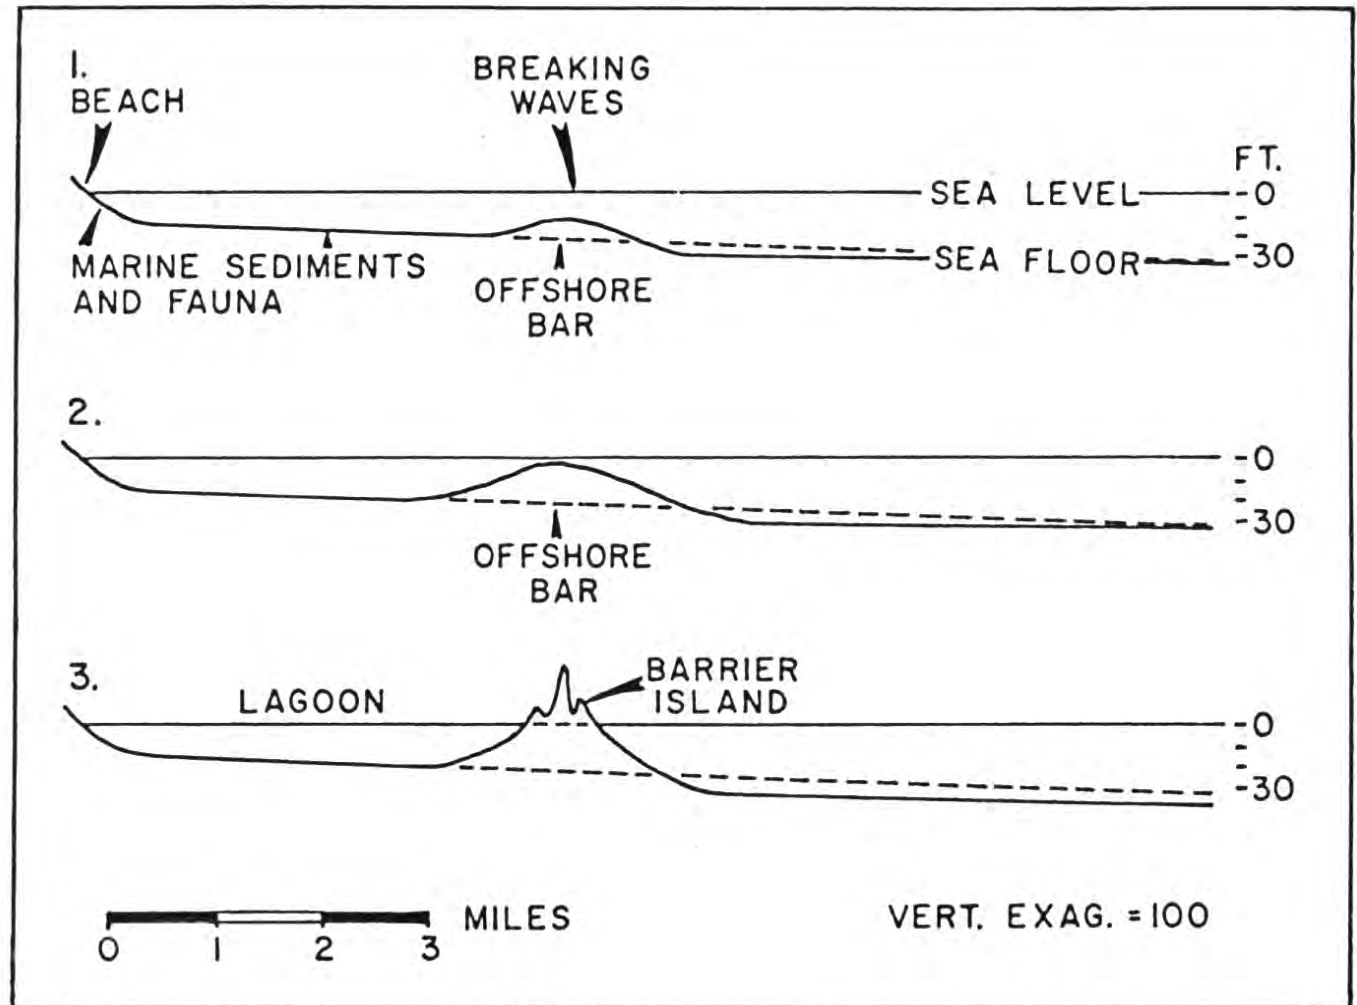 1.
BEACH
BREAKING
WAVES
FT.
SEA LEVEL
-0
SEA FLOOR
-30
MARINE SEDIMENTS
AND FAUNA
OFFSHORE
BAR
2.
-0
-30
OFFSHORE
BAR
3.
LAGOON
BARRIER
ISLAND
-0
-30
MILES
0 1 2 3
VERT. EXAG. = 100